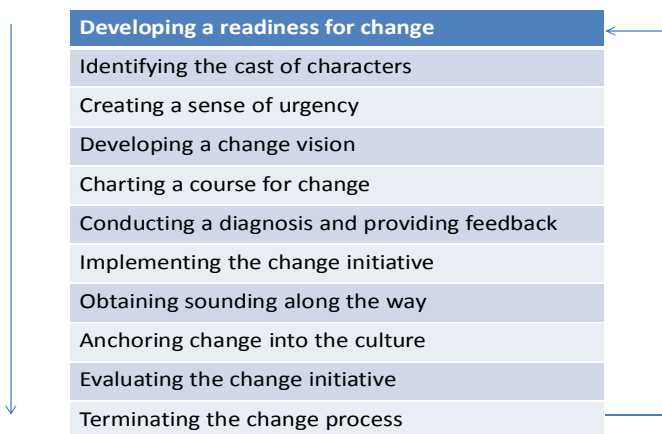 Developing a readiness for change
Identifying the cast of characters
Creating a sense of urgency
Developing a change vision
Charting a course for change
Conducting a diagnosis and providing feedback
Implementing the change initiative
Obtaining sounding along the way
Anchoring change into the culture
Evaluating the change initiative
Terminating the change process